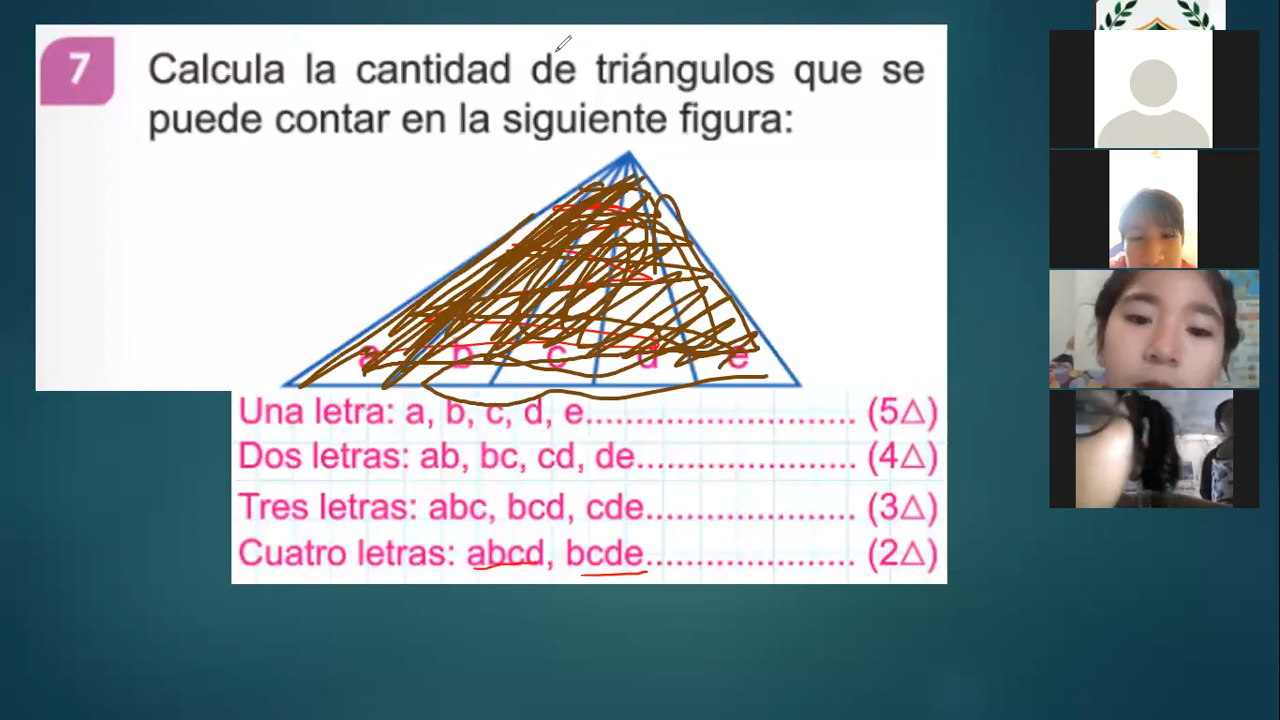 7
Calcula la cantidad de triángulos que se
puede contar en la siguiente figura:
a b c d e
Una letra: a, b, c, d, e........................... (5△)
Dos letras: ab, bc, cd, de...................... (4△)
Tres letras: abc, bcd, cde..................... (3△)
Cuatro letras: abcd, bcde..................... (2△)